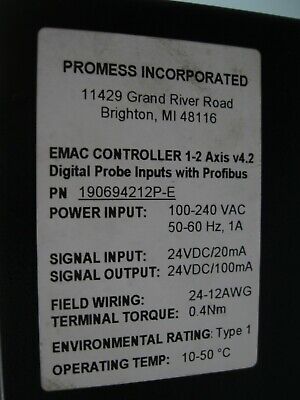 PROMESS INCORPORATED
11429 Grand River Road
Brighton, MI 48116
EMAC CONTROLLER 1-2 Axis v4.2
Digital Probe Inputs with Profibus
PN 190694212P-E
POWER INPUT: 100-240 VAC
50-60 Hz, 1A
SIGNAL INPUT: 24VDC/20mA
SIGNAL OUTPUT: 24VDC/100mA
FIELD WIRING: 24-12AWG
TERMINAL TORQUE: 0.4Nm
ENVIRONMENTAL RATING: Type 1
OPERATING TEMP: 10-50 °C